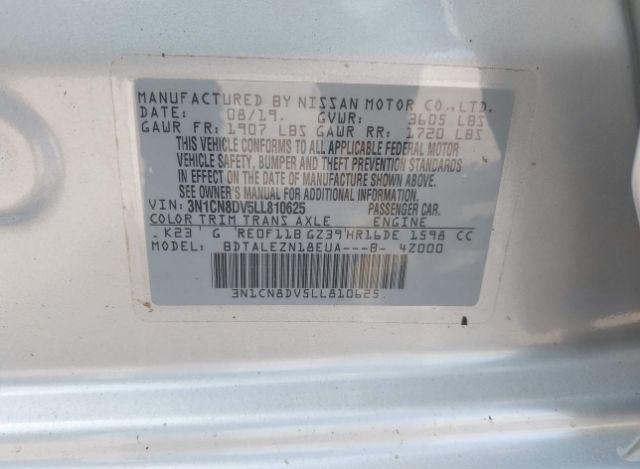 MANUFACTURED BY NISSAN MOTOR CO.,LTD.
DATE: 08/19. GVWR: 3605 LBS
GAWR FR: 1907 LBS GAWR RR: 1720 LBS
THIS VEHICLE CONFORMS TO ALL APPLICABLE FEDERAL MOTOR
VEHICLE SAFETY, BUMPER AND THEFT PREVENTION STANDARDS
IN EFFECT ON THE DATE OF MANUFACTURE SHOWN ABOVE.
SEE OWNER'S MANUAL FOR ADDITIONAL INFORMATION.
VIN: 3N1CN8DV5LL810625 PASSENGER CAR.
COLOR TRIM TRANS AXLE ENGINE
K23 G RE0F11B GZ39 HR16DE 1598 CC
MODEL: BDTALEZN18EUA---B- 4Z000
3N1CN8DV5LL810625